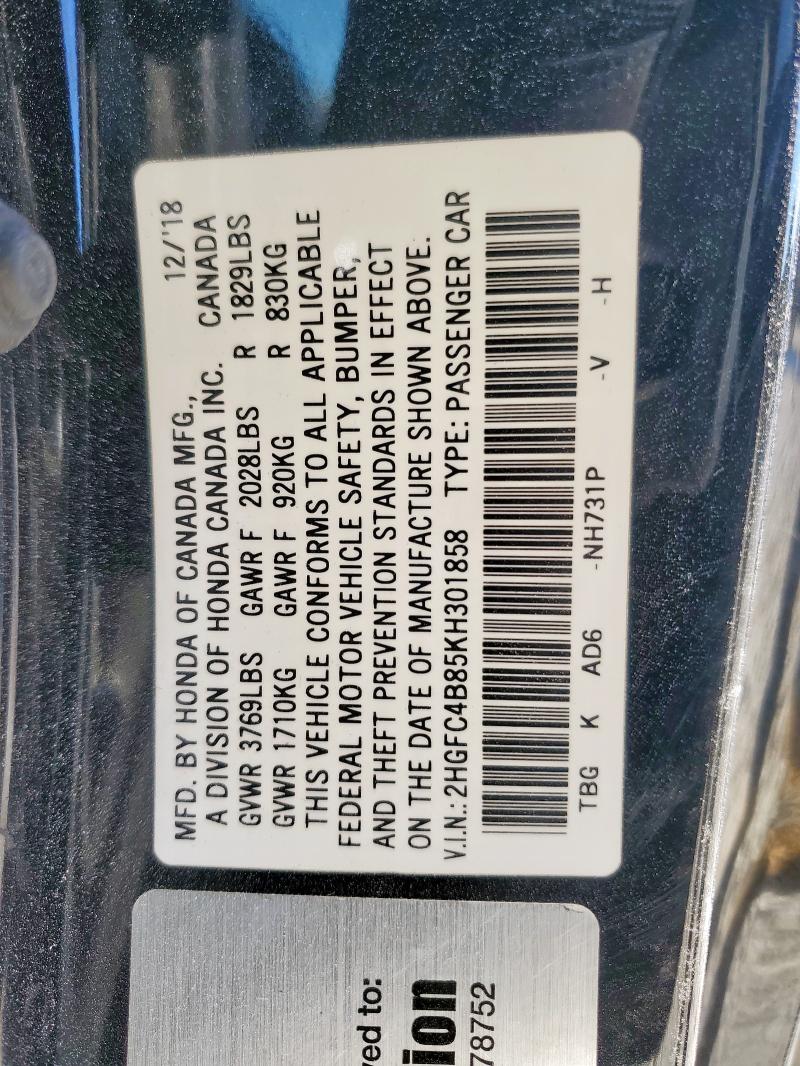 MFD. BY HONDA OF CANADA MFG., 12/'18
A DIVISION OF HONDA CANADA INC. CANADA
GVWR 3769LBS GAWR F 2028LBS R 1829LBS
GVWR 1710KG GAWR F 920KG R 830KG
THIS VEHICLE CONFORMS TO ALL APPLICABLE
FEDERAL MOTOR VEHICLE SAFETY, BUMPER,
AND THEFT PREVENTION STANDARDS IN EFFECT
ON THE DATE OF MANUFACTURE SHOWN ABOVE.
V.I.N.: 2HGFC4B85KH301858 TYPE: PASSENGER CAR
TBG K AD6 -NH731P -V -H
ved to:
ion
78752